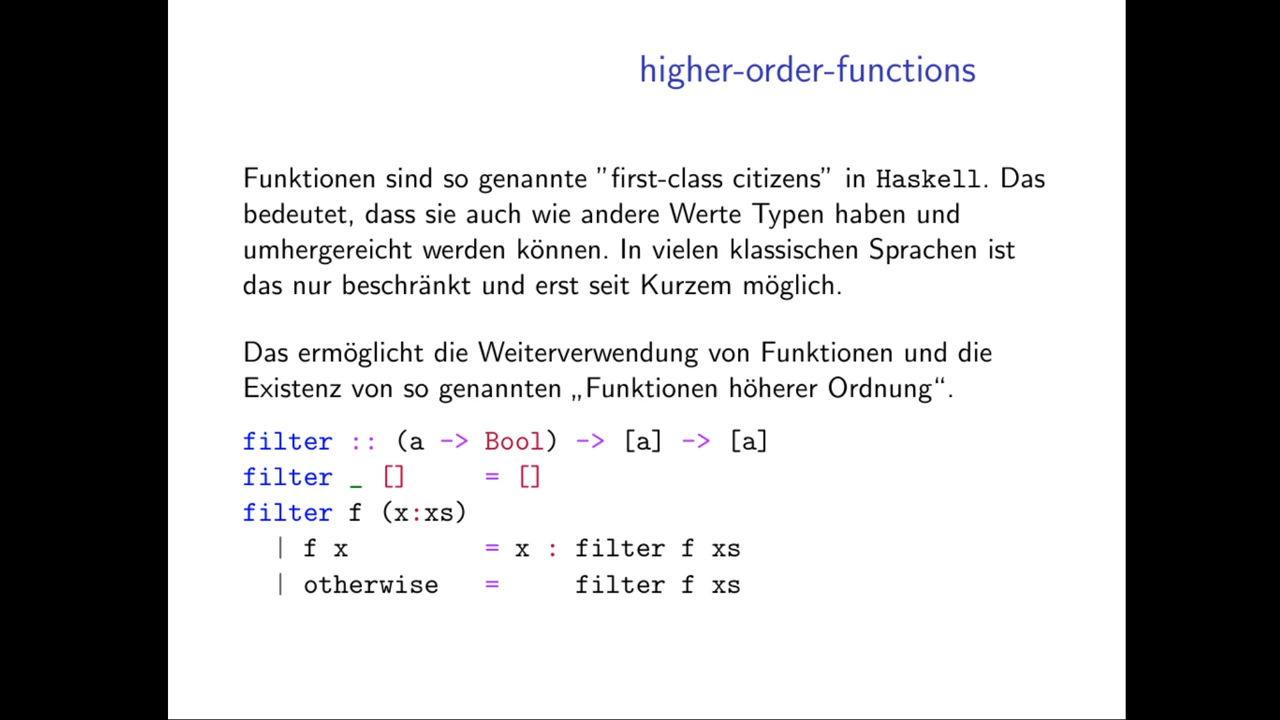 higher-order-functions
Funktionen sind so genannte "first-class citizens" in Haskell. Das
bedeutet, dass sie auch wie andere Werte Typen haben und
umhergereicht werden können. In vielen klassischen Sprachen ist
das nur beschränkt und erst seit Kurzem möglich.
Das ermöglicht die Weiterverwendung von Funktionen und die
Existenz von so genannten „Funktionen höherer Ordnung“.
filter :: (a -> Bool) -> [a] -> [a]
filter _ []     = []
filter f (x:xs)
  | f x         = x : filter f xs
  | otherwise   =     filter f xs